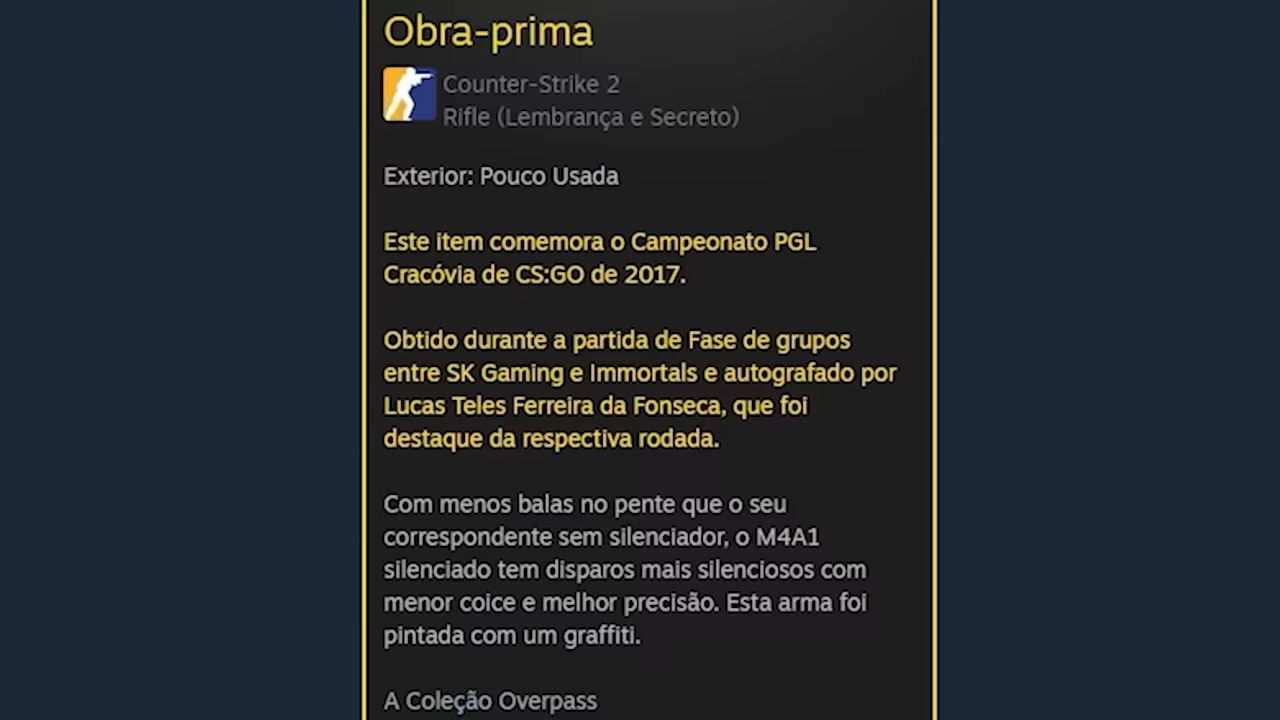 Obra-prima
Counter-Strike 2
Rifle (Lembrança e Secreto)
Exterior: Pouco Usada
Este item comemora o Campeonato PGL
Cracóvia de CS:GO de 2017.
Obtido durante a partida de Fase de grupos
entre SK Gaming e Immortals e autografado por
Lucas Teles Ferreira da Fonseca, que foi
destaque da respectiva rodada.
Com menos balas no pente que o seu
correspondente sem silenciador, o M4A1
silenciado tem disparos mais silenciosos com
menor coice e melhor precisão. Esta arma foi
pintada com um graffiti.
A Coleção Overpass